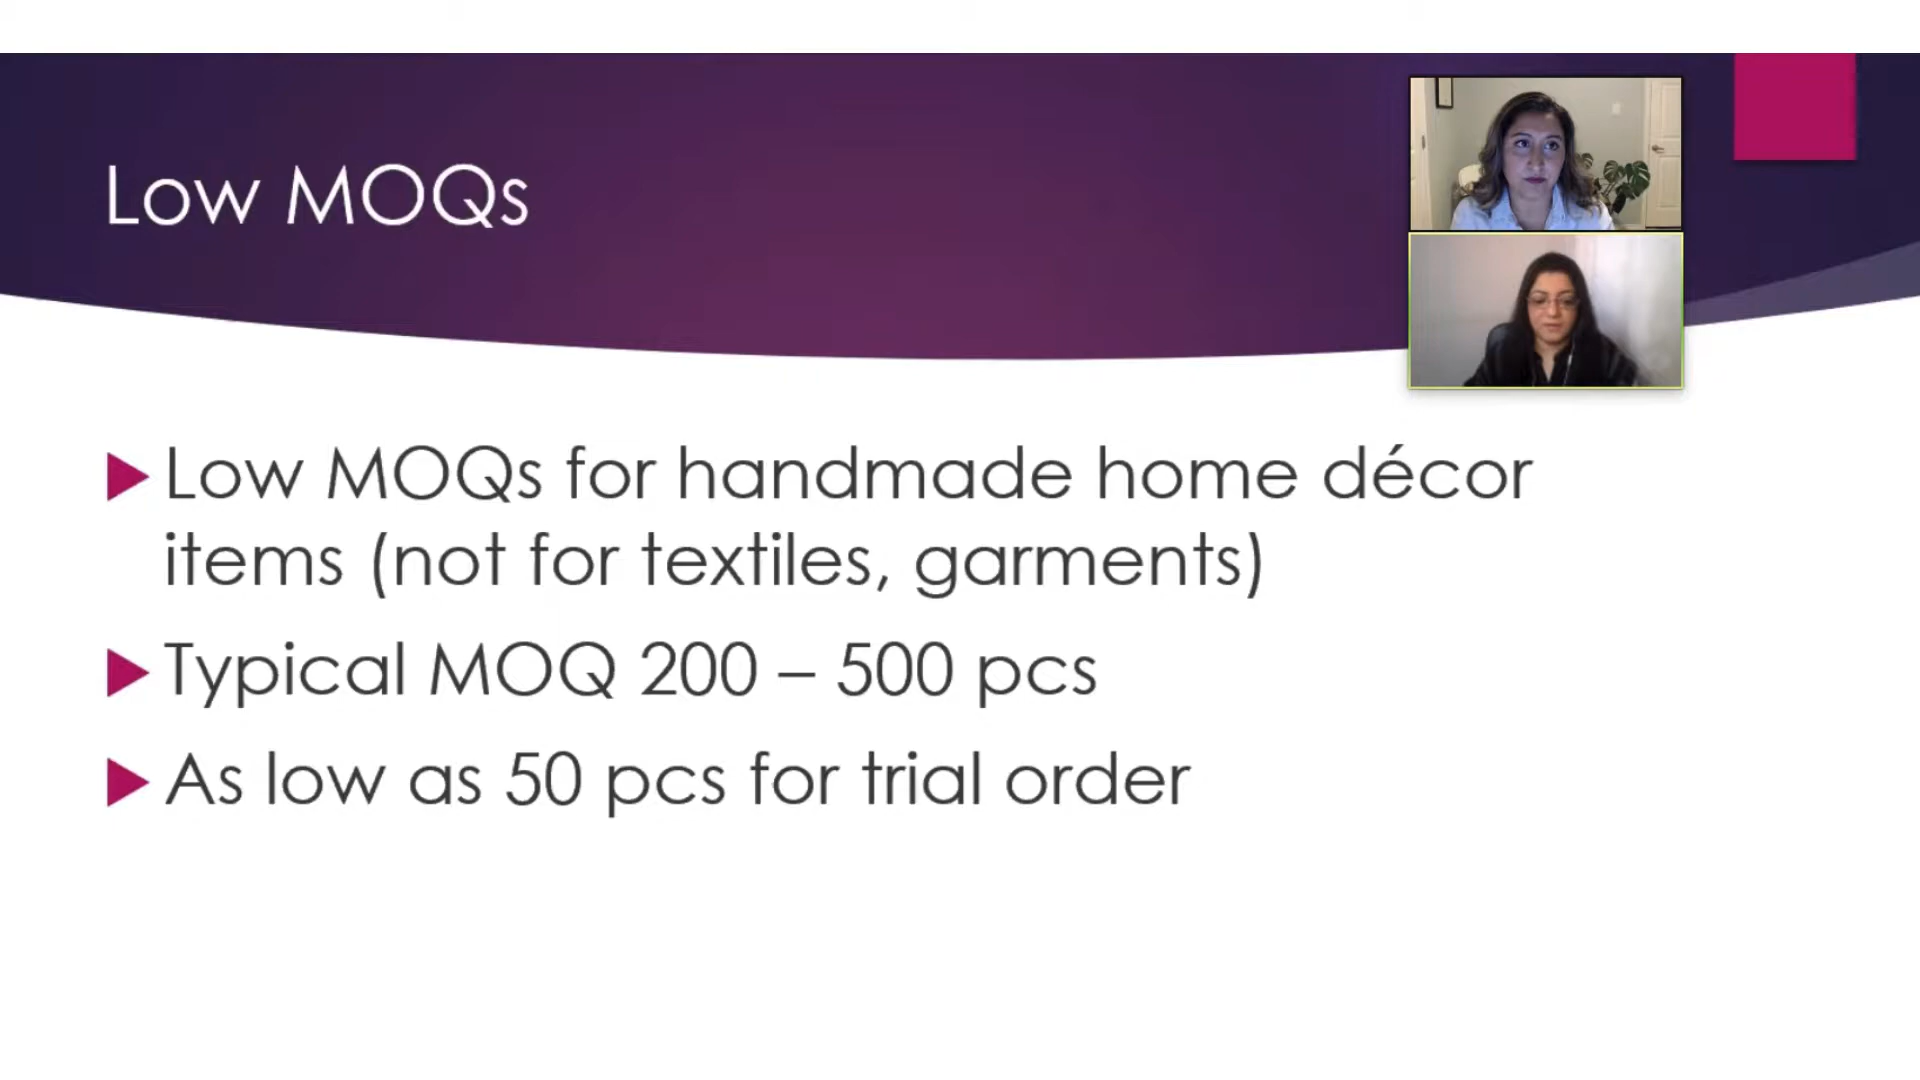 Low MOQs
Low MOQs for handmade home décor
items (not for textiles, garments)
Typical MOQ 200 – 500 pcs
As low as 50 pcs for trial order